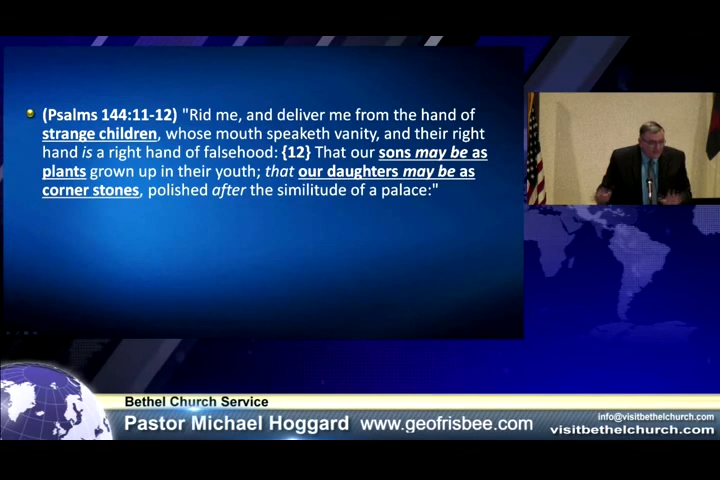 (Psalms 144:11-12) "Rid me, and deliver me from the hand of
strange children, whose mouth speaketh vanity, and their right
hand is a right hand of falsehood: {12} That our sons may be as
plants grown up in their youth; that our daughters may be as
corner stones, polished after the similitude of a palace:"
Bethel Church Service
Pastor Michael Hoggard www.geofrisbee.com
info@visitbethelchurch.com
visitbethelchurch.com